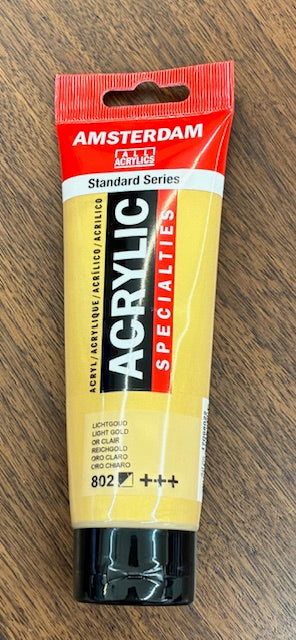 AMSTERDAM
ALL
ACRYLICS
Standard Series
ACRYL/ACRYLIQUE/ACRÍLICO/ACRILICO
ACRYLIC
SPECIALTIES
LICHTGOUD
LIGHT GOLD
OR CLAIR
REICHGOLD
ORO CLARO
ORO CHIARO
802 +++